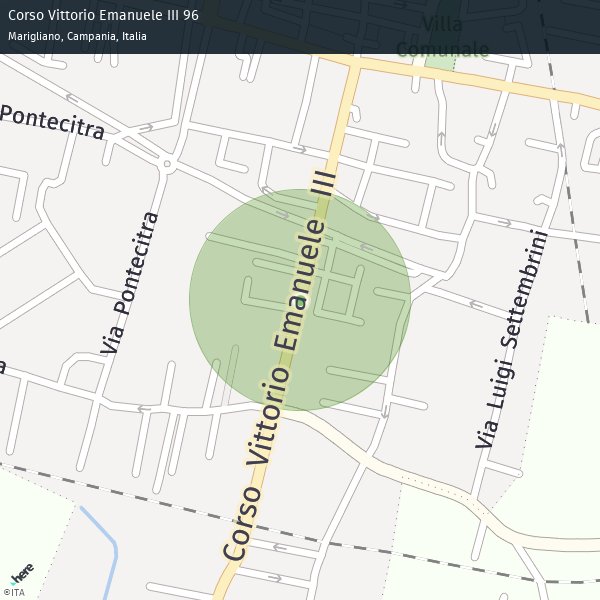 Corso Vittorio Emanuele III 96
Marigliano, Campania, Italia
Villa
Comunale
Pontecitra
Via Pontecitra
Corso Vittorio Emanuele III
Via Luigi Settembrini
a
here
©ITA